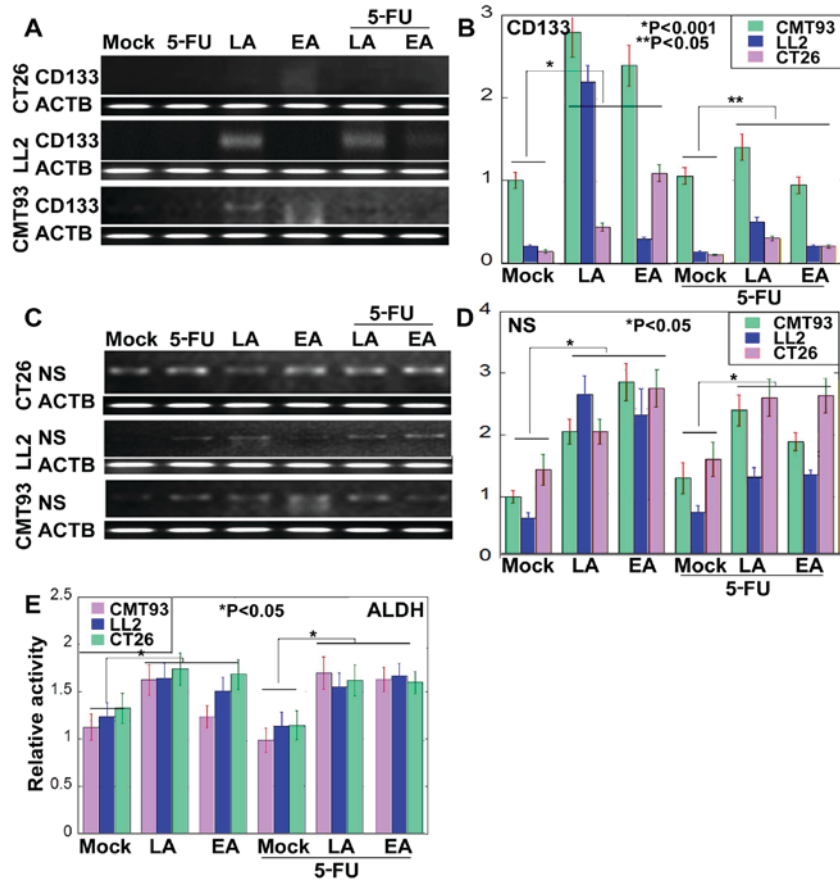 A
5-FU
Mock 5-FU LA EA LA EA
CT26 CD133
ACTB
LL2 CD133
ACTB
CMT93 CD133
ACTB
B
CD133
*P<0.001
**P<0.05
CMT93
LL2
CT26
3
2
1
0
*
**
Mock LA EA Mock LA EA
5-FU
C
5-FU
Mock 5-FU LA EA LA EA
CT26 NS
ACTB
LL2 NS
ACTB
CMT93 NS
ACTB
D
NS
*P<0.05
CMT93
LL2
CT26
4
3
2
1
0
*
*
Mock LA EA Mock LA EA
5-FU
E
ALDH
*P<0.05
CMT93
LL2
CT26
Relative activity
2.5
2
1.5
1
0
*
*
Mock LA EA Mock LA EA
5-FU